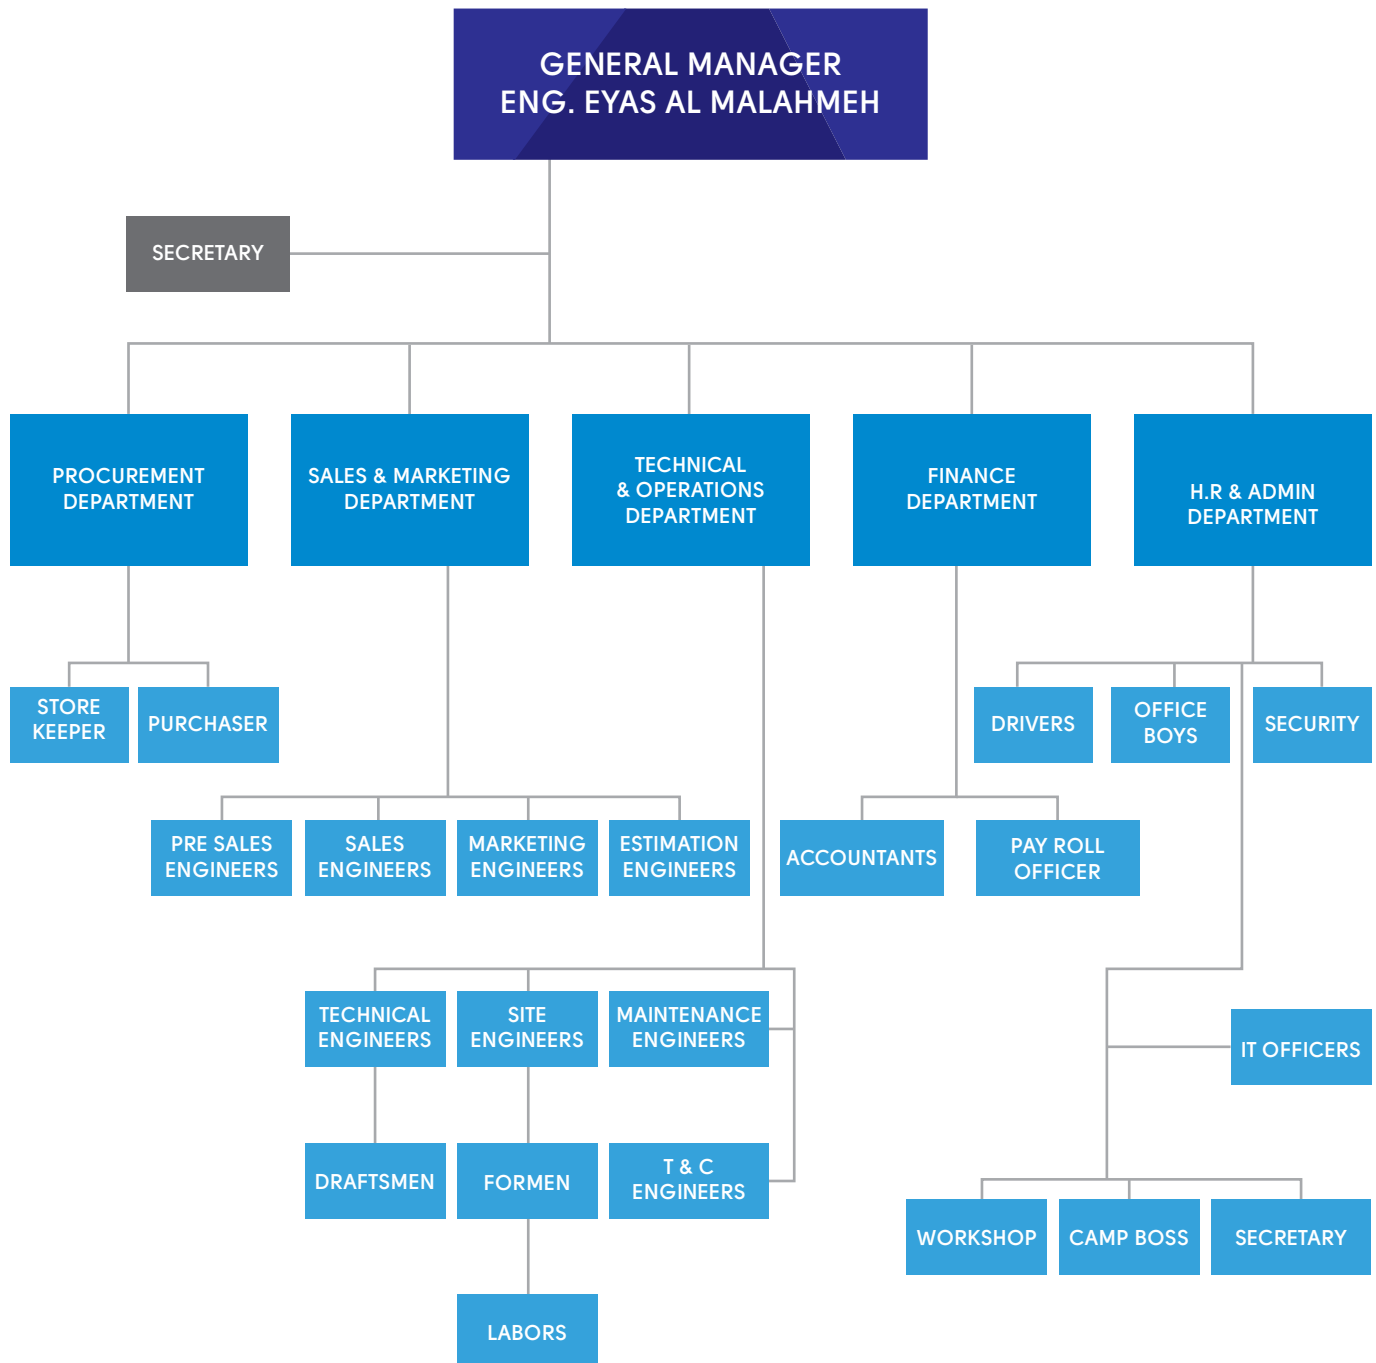 GENERAL MANAGER
ENG. EYAS AL MALAHMEH
SECRETARY
PROCUREMENT
DEPARTMENT
SALES & MARKETING
DEPARTMENT
TECHNICAL
& OPERATIONS
DEPARTMENT
FINANCE
DEPARTMENT
H.R & ADMIN
DEPARTMENT
STORE
KEEPER
PURCHASER
DRIVERS
OFFICE
BOYS
SECURITY
PRE SALES
ENGINEERS
SALES
ENGINEERS
MARKETING
ENGINEERS
ESTIMATION
ENGINEERS
ACCOUNTANTS
PAY ROLL
OFFICER
TECHNICAL
ENGINEERS
SITE
ENGINEERS
MAINTENANCE
ENGINEERS
IT OFFICERS
DRAFTSMEN
FORMEN
T & C
ENGINEERS
WORKSHOP
CAMP BOSS
SECRETARY
LABORS